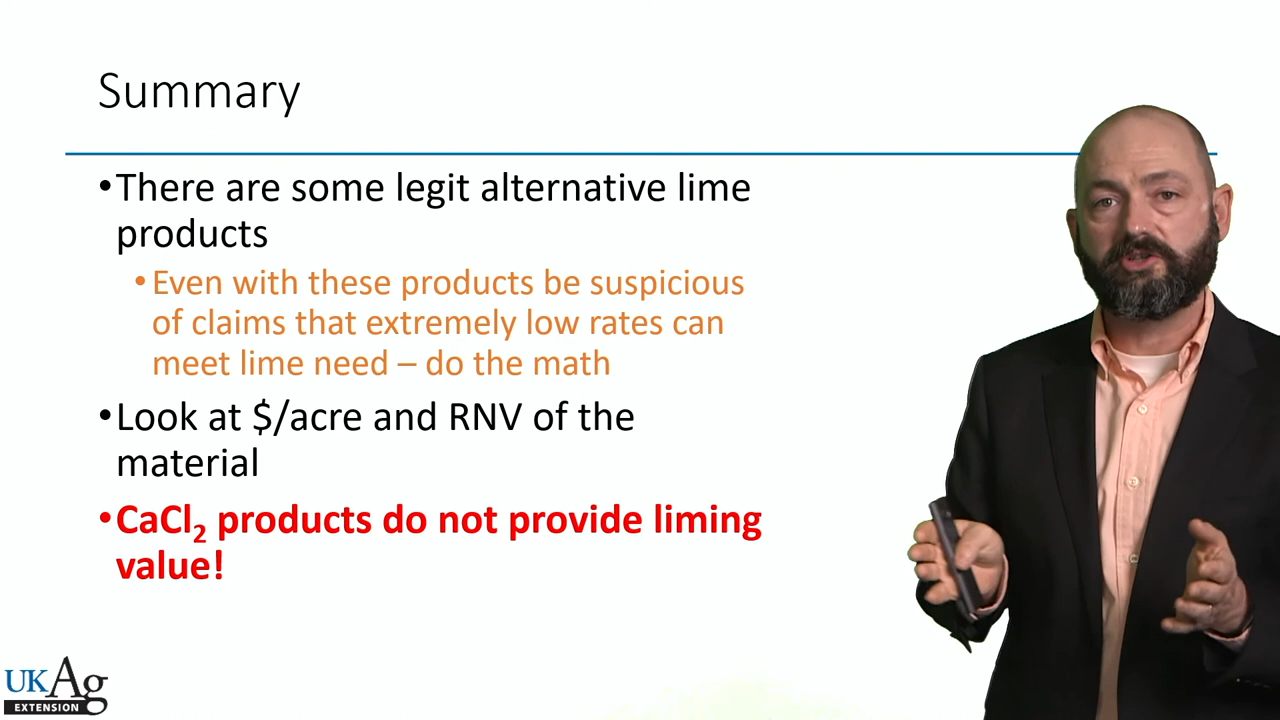 Summary
•There are some legit alternative lime
products
•Even with these products be suspicious
of claims that extremely low rates can
meet lime need – do the math
•Look at $/acre and RNV of the
material
•CaCl₂ products do not provide liming
value!
UKAg
EXTENSION